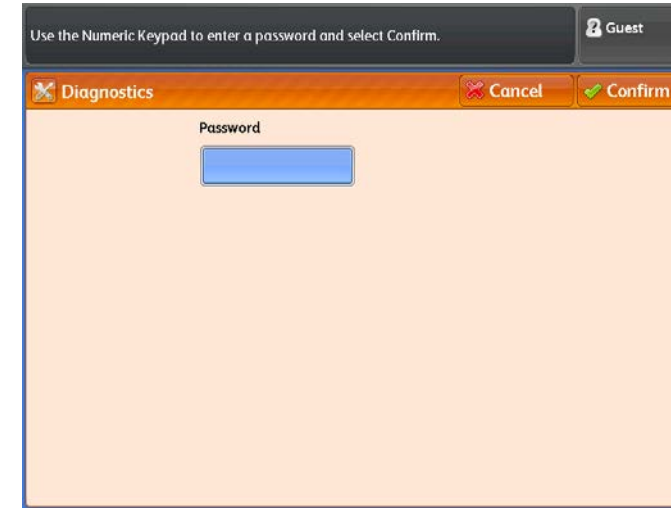 Use the Numeric Keypad to enter a password and select Confirm.
Guest
Diagnostics
Cancel
Confirm
Password